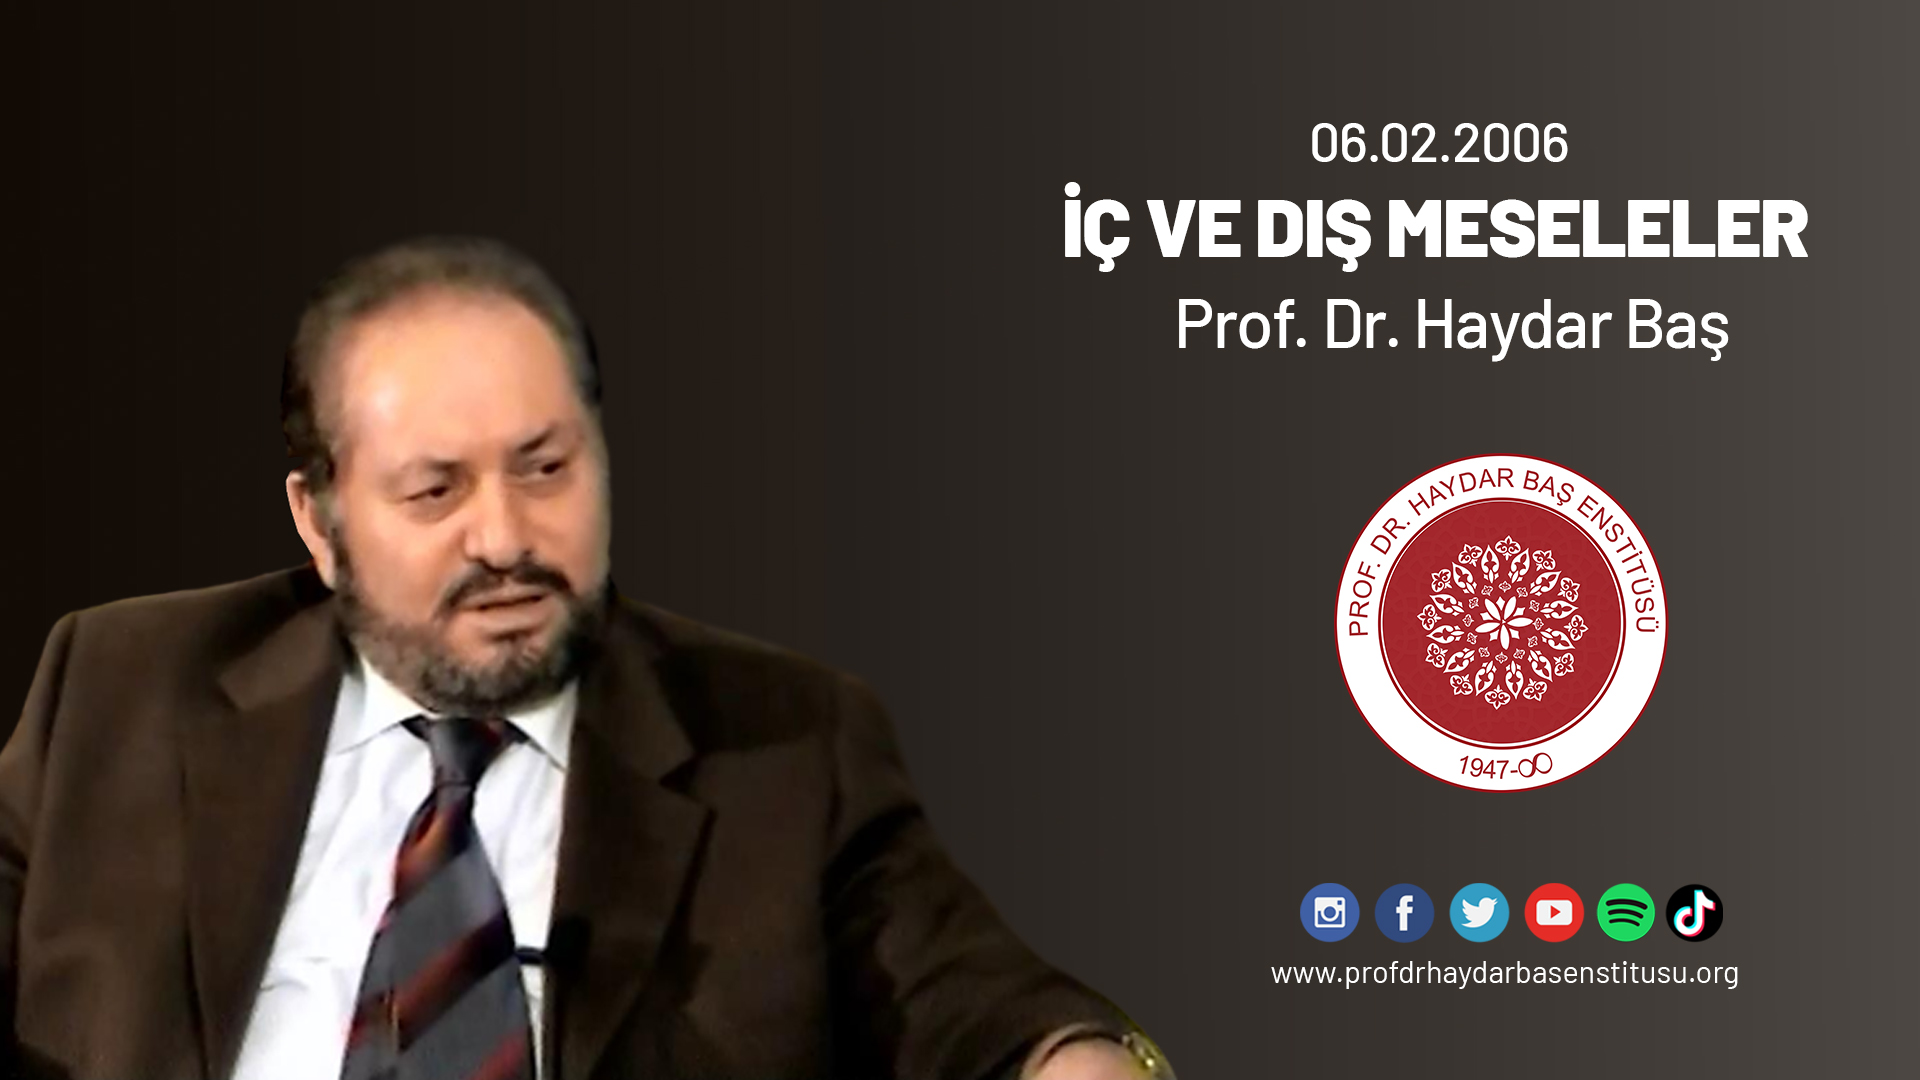 06.02.2006
İÇ VE DIŞ MESELELER
Prof. Dr. Haydar Baş
PROF. DR. HAYDAR BAŞ ENSTİTÜSÜ
1947-∞
www.profdrhaydarbasenstitusu.org